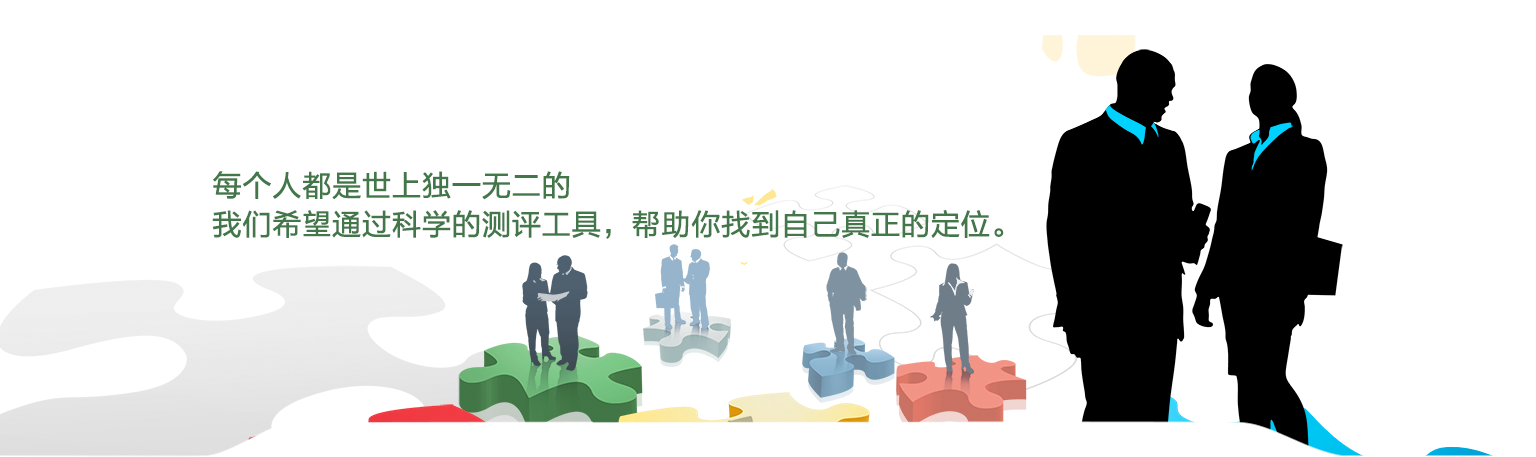 每个人都是世上独一无二的
我们希望通过科学的测评工具，帮助你找到自己真正的定位。